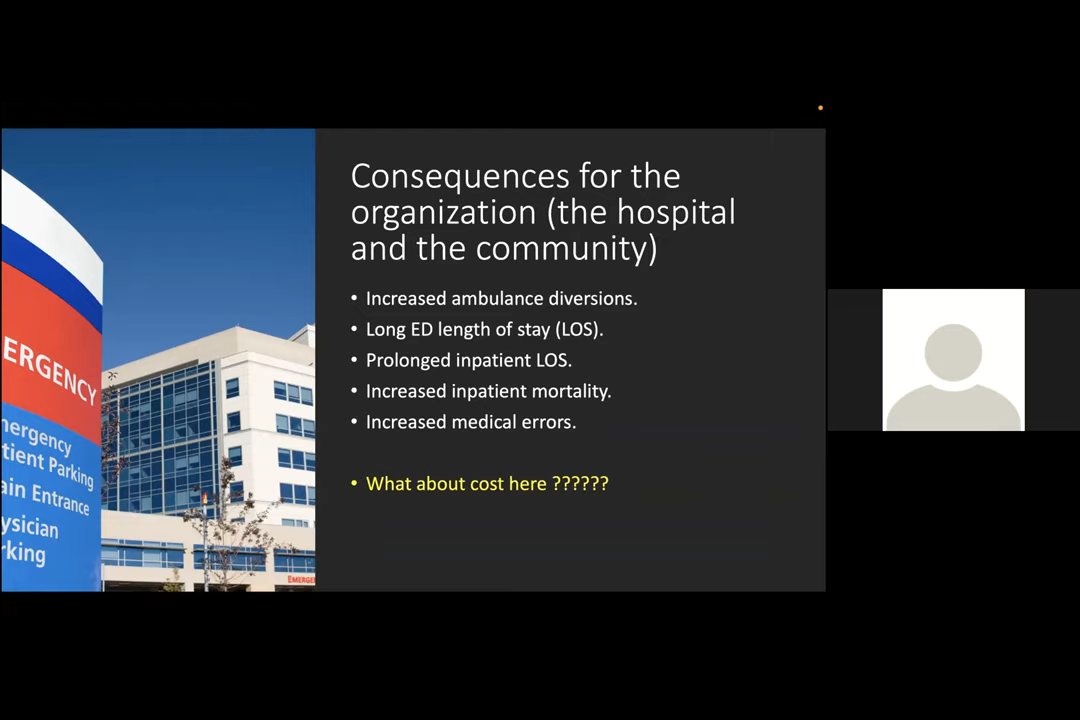 Consequences for the
organization (the hospital
and the community)
• Increased ambulance diversions.
• Long ED length of stay (LOS).
• Prolonged inpatient LOS.
• Increased inpatient mortality.
• Increased medical errors.
• What about cost here ??????
ERGENCY
mergency
tient Parking
ain Entrance
ysician
rking
EMERGE